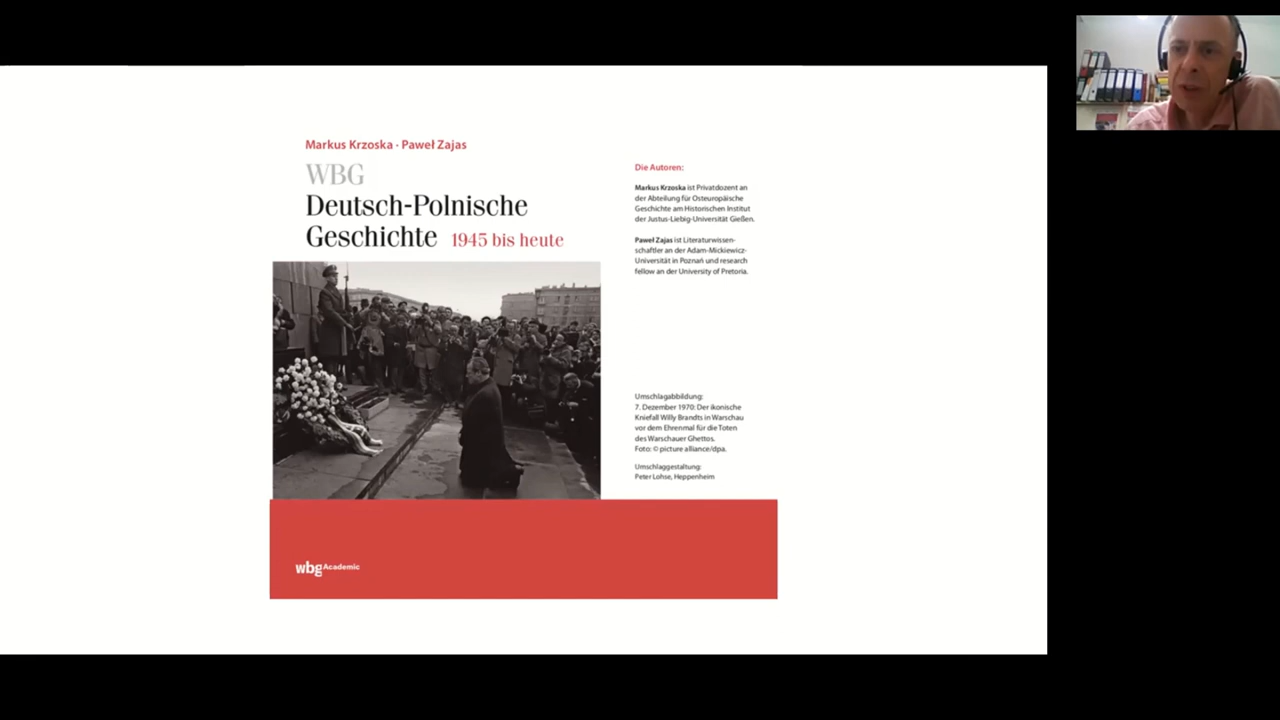 Markus Krzoska · Paweł Zajas
WBG
Deutsch-Polnische
Geschichte 1945 bis heute
wbg Academic
Die Autoren:
Markus Krzoska ist Privatdozent an
der Abteilung für Osteuropäische
Geschichte am Historischen Institut
der Justus-Liebig-Universität Gießen.
Paweł Zajas ist Literaturwissen-
schaftler an der Adam-Mickiewicz-
Universität in Poznań und research
fellow an der University of Pretoria.
Umschlagabbildung:
7. Dezember 1970: Der ikonische
Kniefall Willy Brandts in Warschau
vor dem Ehrenmal für die Toten
des Warschauer Ghettos.
Foto: © picture alliance/dpa.
Umschlaggestaltung:
Peter Lohse, Heppenheim